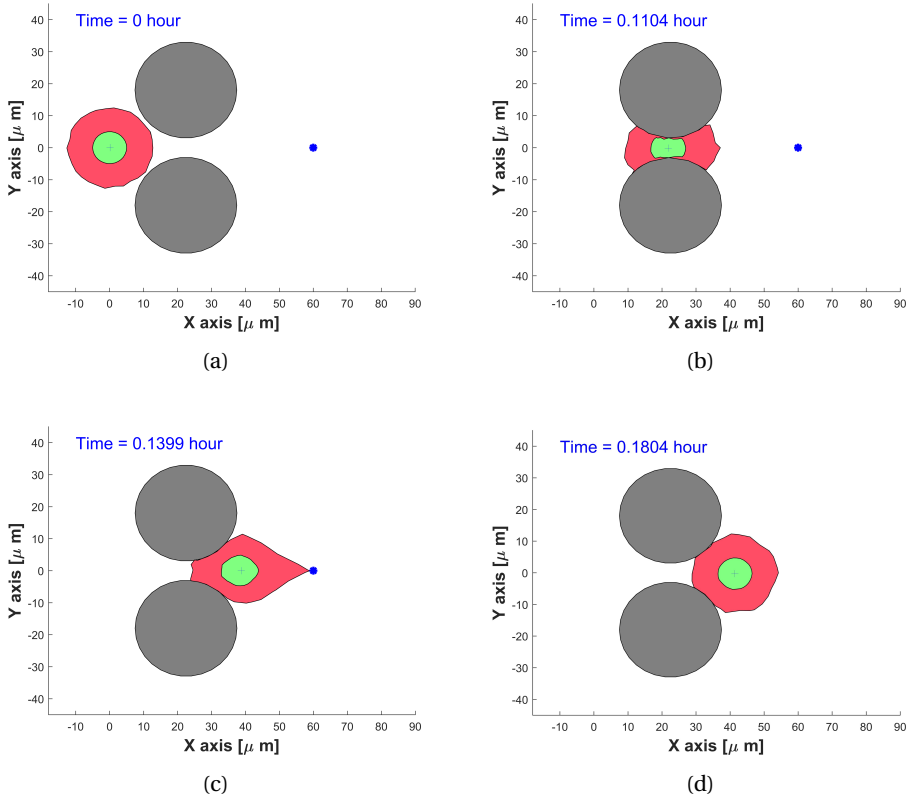 Time = 0 hour
40
30
20
10
0
-10
-20
-30
-40
Y axis [μ m]
-10 0 10 20 30 40 50 60 70 80 90
X axis [μ m]
(a)
Time = 0.1104 hour
40
30
20
10
0
-10
-20
-30
-40
Y axis [μ m]
-10 0 10 20 30 40 50 60 70 80 90
X axis [μ m]
(b)
Time = 0.1399 hour
40
30
20
10
0
-10
-20
-30
-40
Y axis [μ m]
-10 0 10 20 30 40 50 60 70 80 90
X axis [μ m]
(c)
Time = 0.1804 hour
40
30
20
10
0
-10
-20
-30
-40
Y axis [μ m]
-10 0 10 20 30 40 50 60 70 80 90
X axis [μ m]
(d)